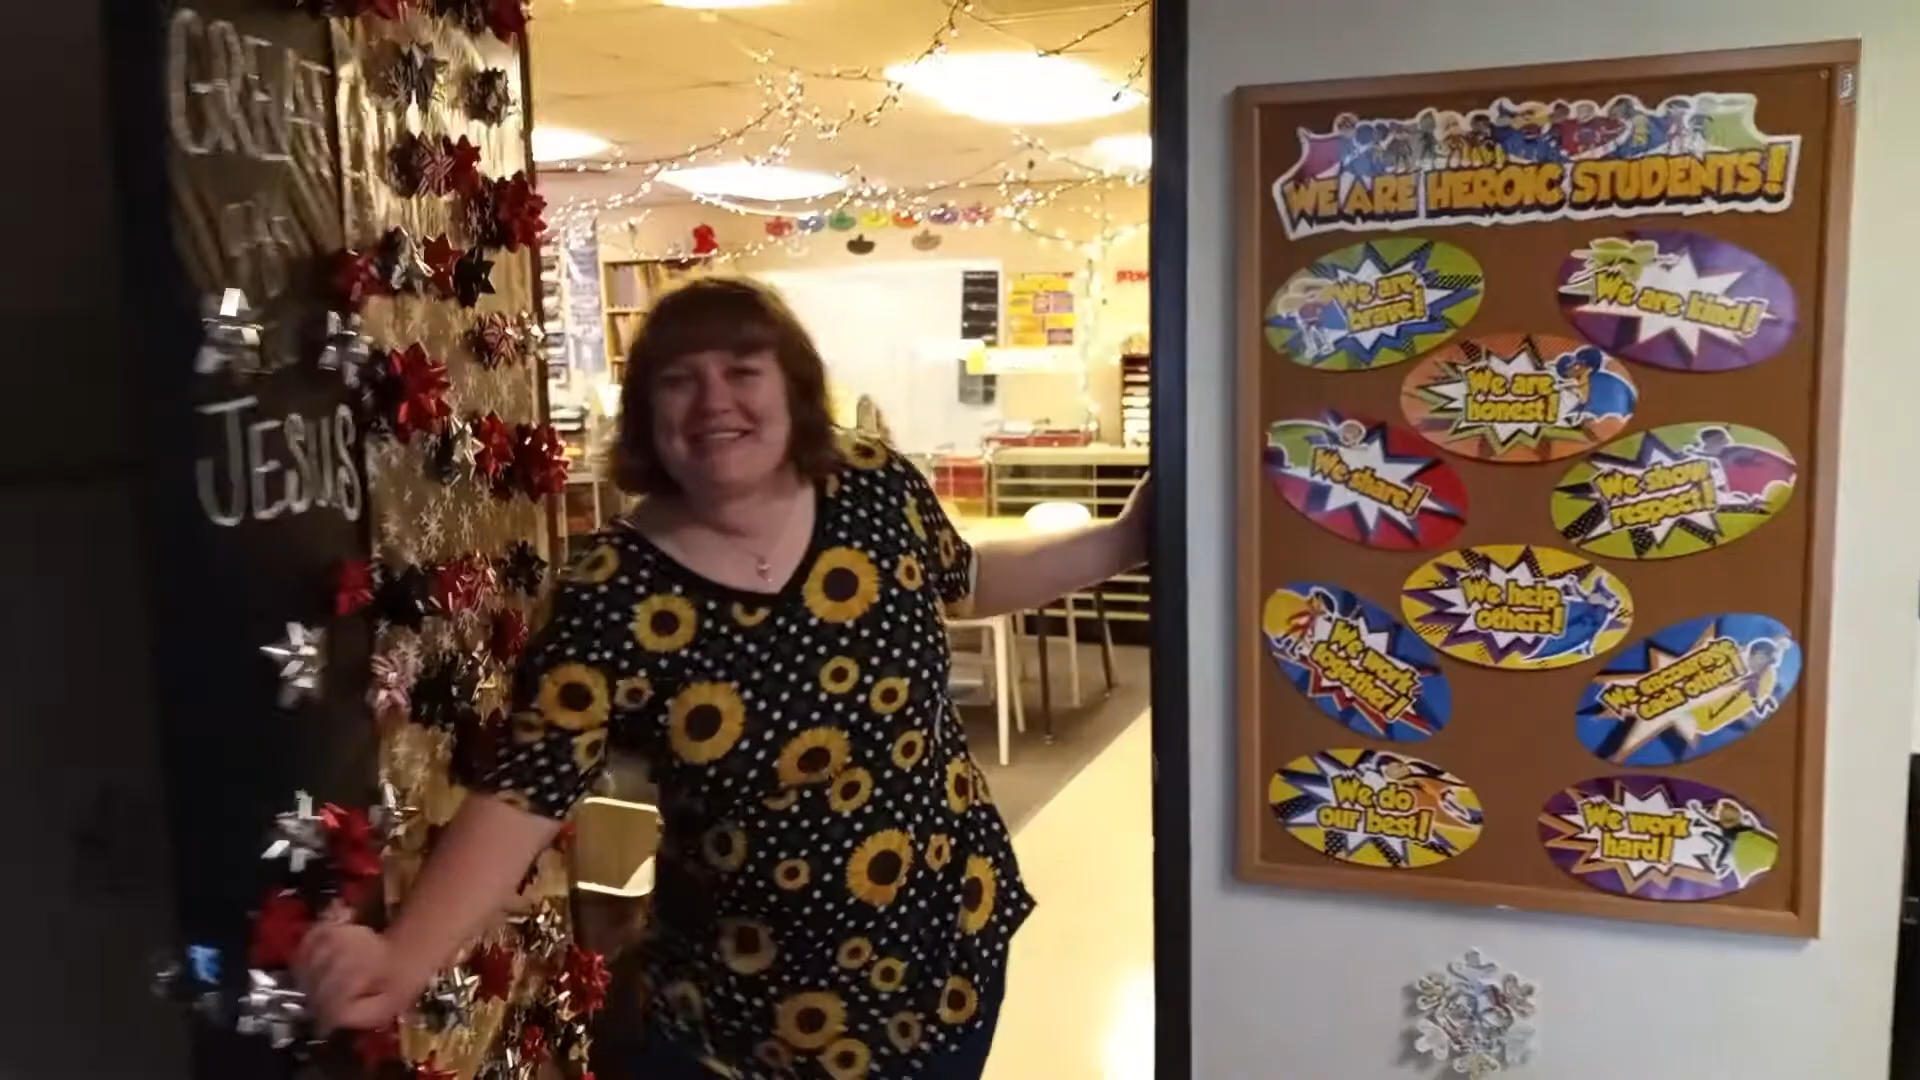 GREAT
JESUS
WE ARE HEROIC STUDENTS!
We are
brave!
We are kind!
We are
honest!
We share!
We show
respect!
We help
others!
We work
together!
We encourage
each other!
We do
our best!
We work
hard!